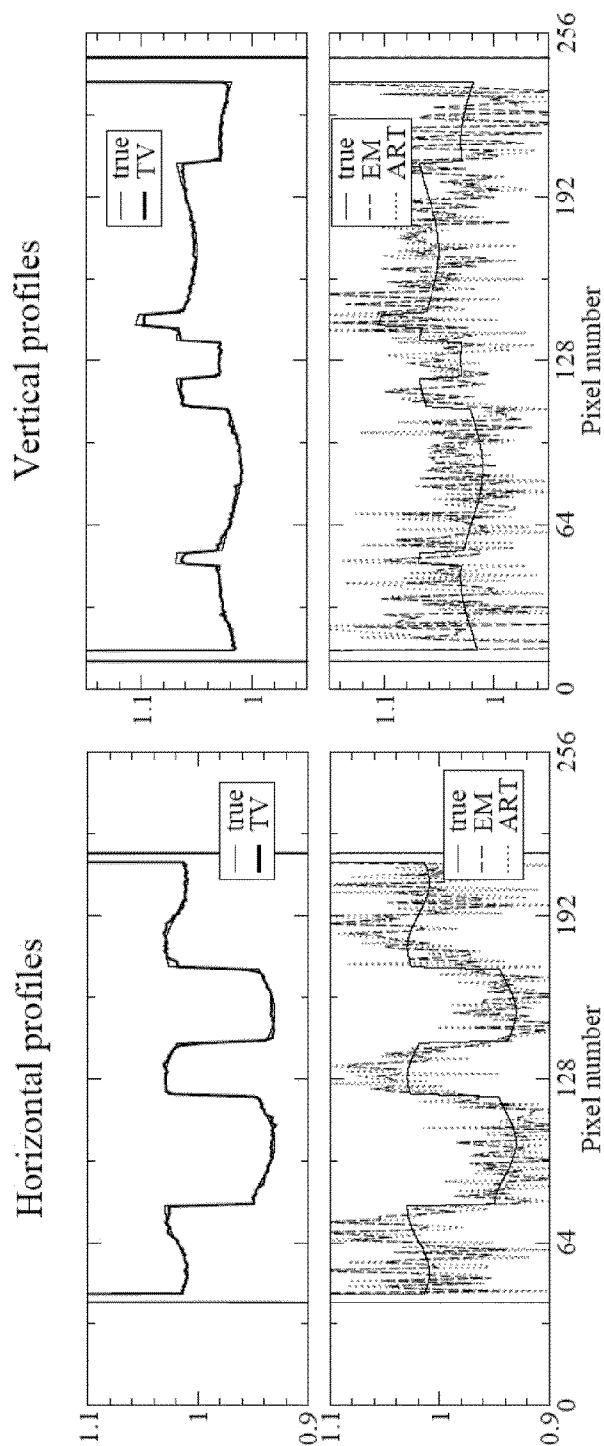 Horizontal profiles
1.1
1
0.9
true
TV
1.1
1
0.9
true
EM
ART
0
64
128
192
256
Pixel number
Vertical profiles
1.1
1
true
TV
1.1
1
true
EM
ART
0
64
128
192
256
Pixel number